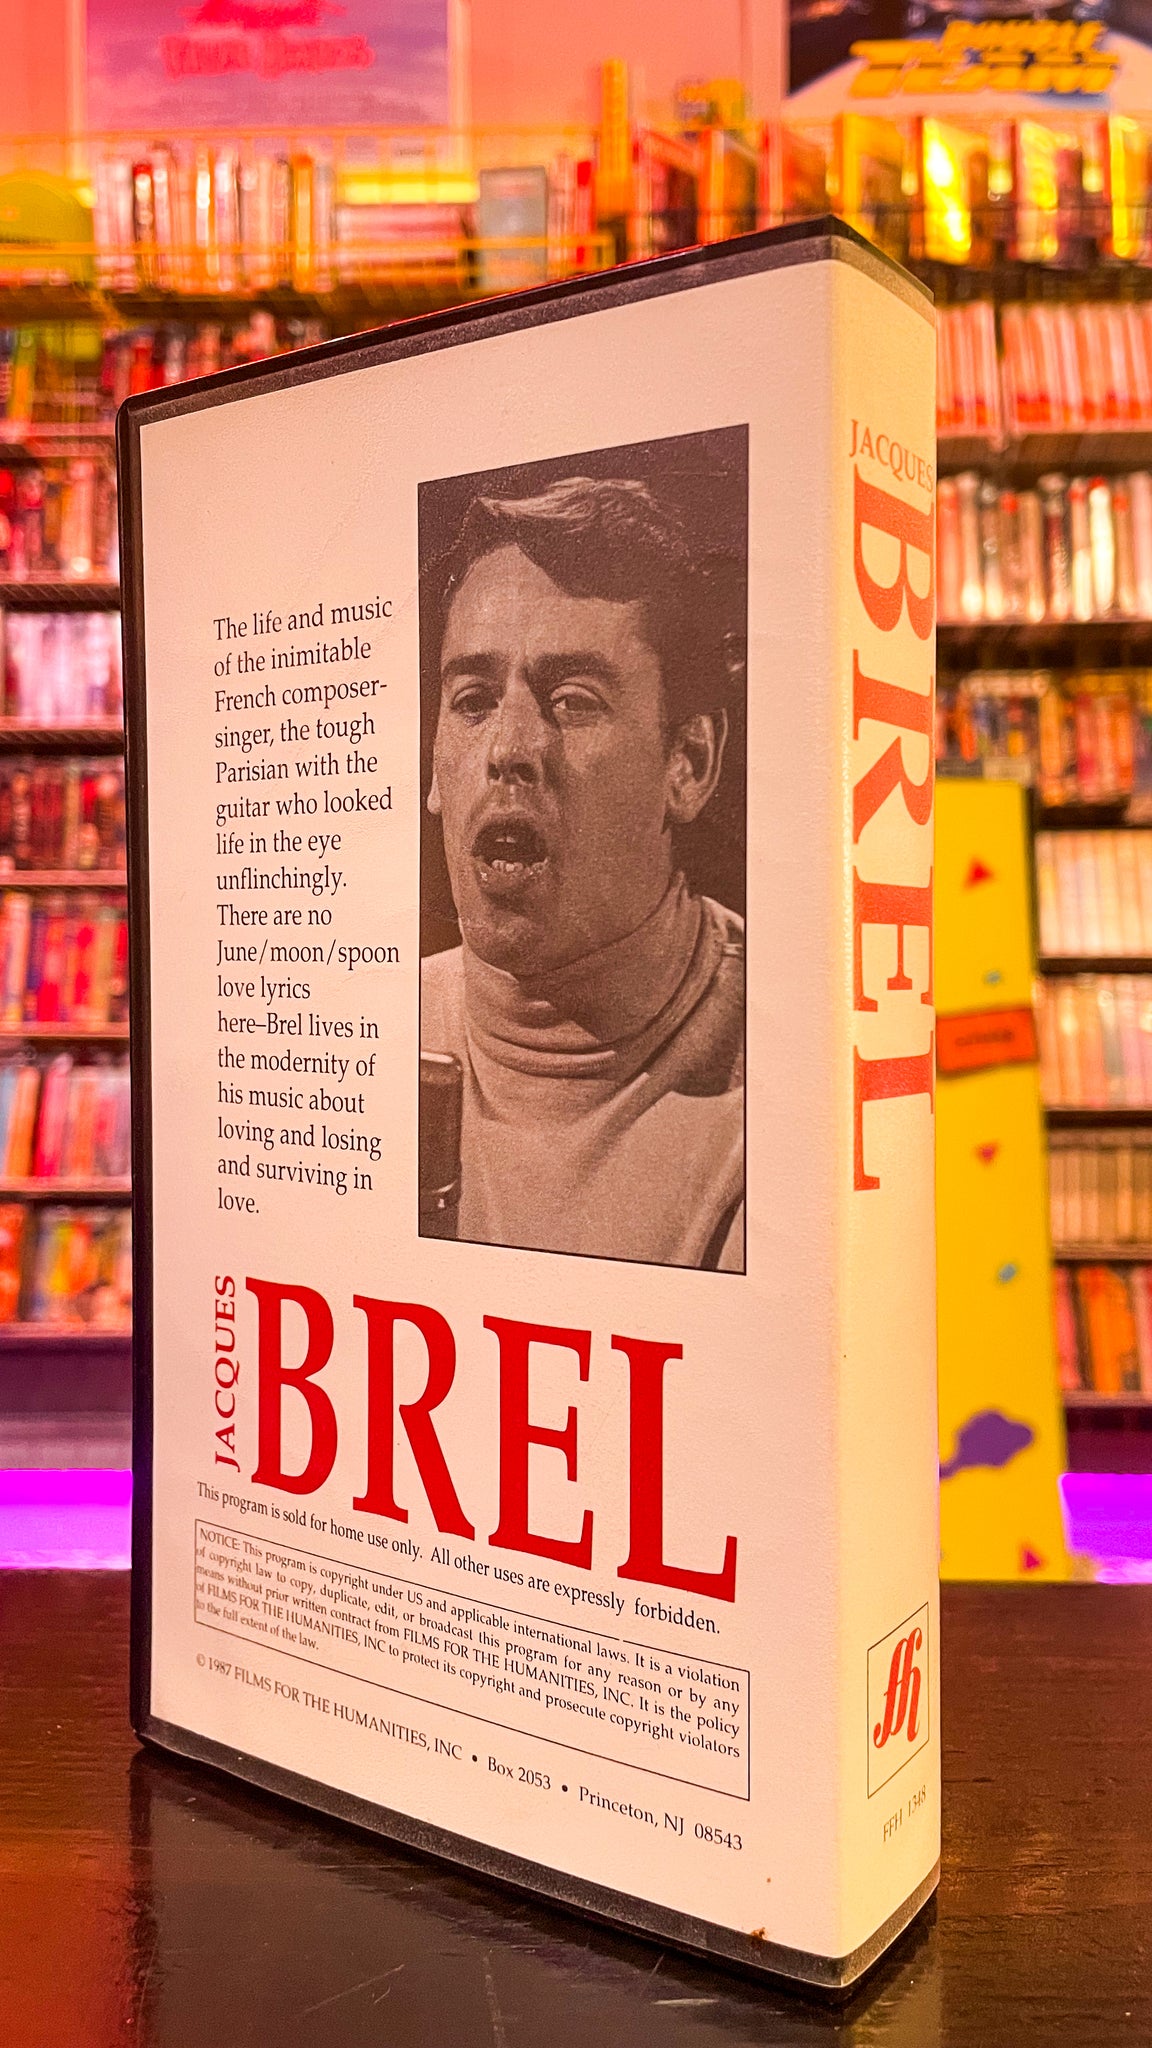 DOUBLE
TEAM
The life and music
of the inimitable
French composer-
singer, the tough
Parisian with the
guitar who looked
life in the eye
unflinchingly.
There are no
June/moon/spoon
love lyrics
here–Brel lives in
the modernity of
his music about
loving and losing
and surviving in
love.
JACQUES
BREL
This program is sold for home use only. All other uses are expressly forbidden.
NOTICE: This program is copyright under US and applicable international laws. It is a violation
of copyright law to copy, duplicate, edit, or broadcast this program for any reason or by any
means without prior written contract from FILMS FOR THE HUMANITIES, INC. It is the policy
of FILMS FOR THE HUMANITIES, INC to protect its copyright and prosecute copyright violators
to the full extent of the law.
© 1987 FILMS FOR THE HUMANITIES, INC • Box 2053 • Princeton, NJ 08543
JACQUES
BREL
ffh
FFH 1348